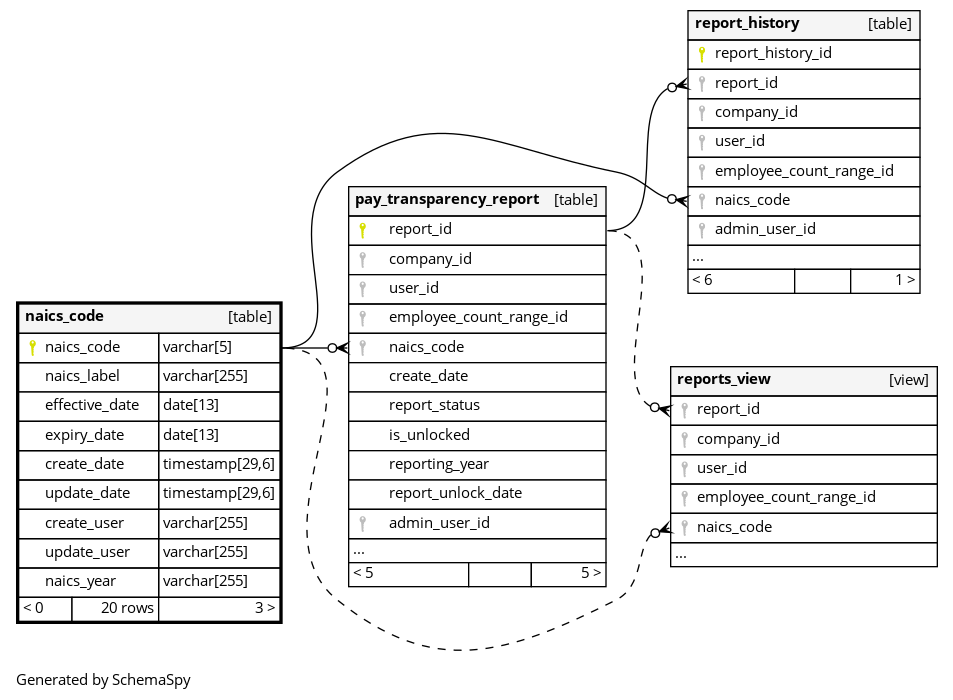 report_history [table]
report_history_id
report_id
company_id
user_id
employee_count_range_id
naics_code
admin_user_id
...
< 6 1 >
pay_transparency_report [table]
report_id
company_id
user_id
employee_count_range_id
naics_code
create_date
report_status
is_unlocked
reporting_year
report_unlock_date
admin_user_id
...
< 5 5 >
naics_code [table]
naics_code varchar[5]
naics_label varchar[255]
effective_date date[13]
expiry_date date[13]
create_date timestamp[29,6]
update_date timestamp[29,6]
create_user varchar[255]
update_user varchar[255]
naics_year varchar[255]
< 0 20 rows 3 >
reports_view [view]
report_id
company_id
user_id
employee_count_range_id
naics_code
...
Generated by SchemaSpy